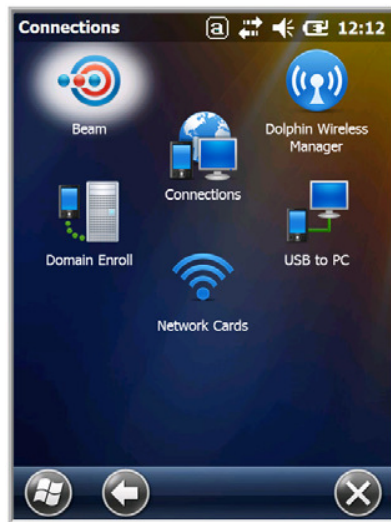 Connections
a
12:12
Beam
Dolphin Wireless
Manager
Connections
Domain Enroll
USB to PC
Network Cards